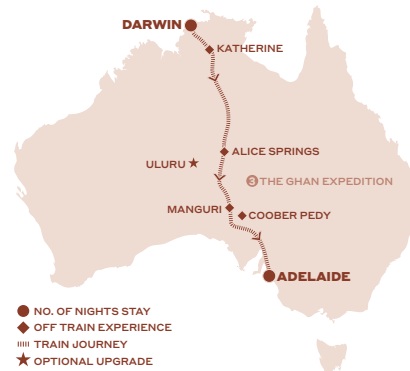 DARWIN
KATHERINE
ALICE SPRINGS
ULURU
3 THE GHAN EXPEDITION
MANGURI
COOBER PEDY
ADELAIDE
NO. OF NIGHTS STAY
OFF TRAIN EXPERIENCE
TRAIN JOURNEY
OPTIONAL UPGRADE